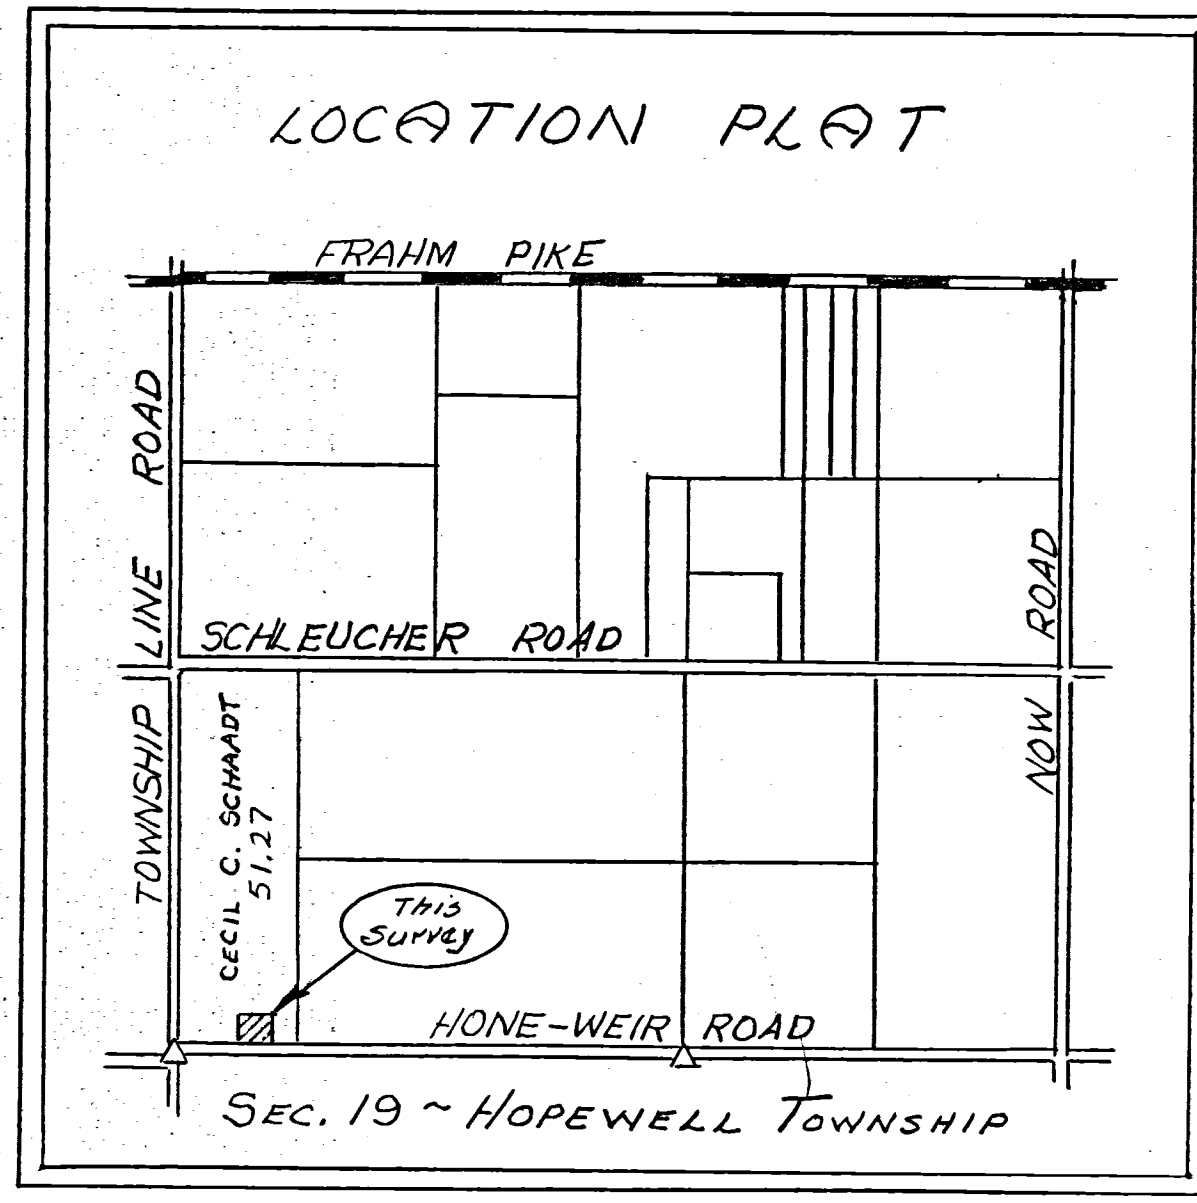 LOCATION PLAT
FRAHM PIKE
TOWNSHIP LINE ROAD
SCHLEUCHER ROAD
NOW ROAD
CECIL C. SCHAADT
51.27
This
Survey
HONE-WEIR ROAD
SEC. 19 ~ HOPEWELL TOWNSHIP